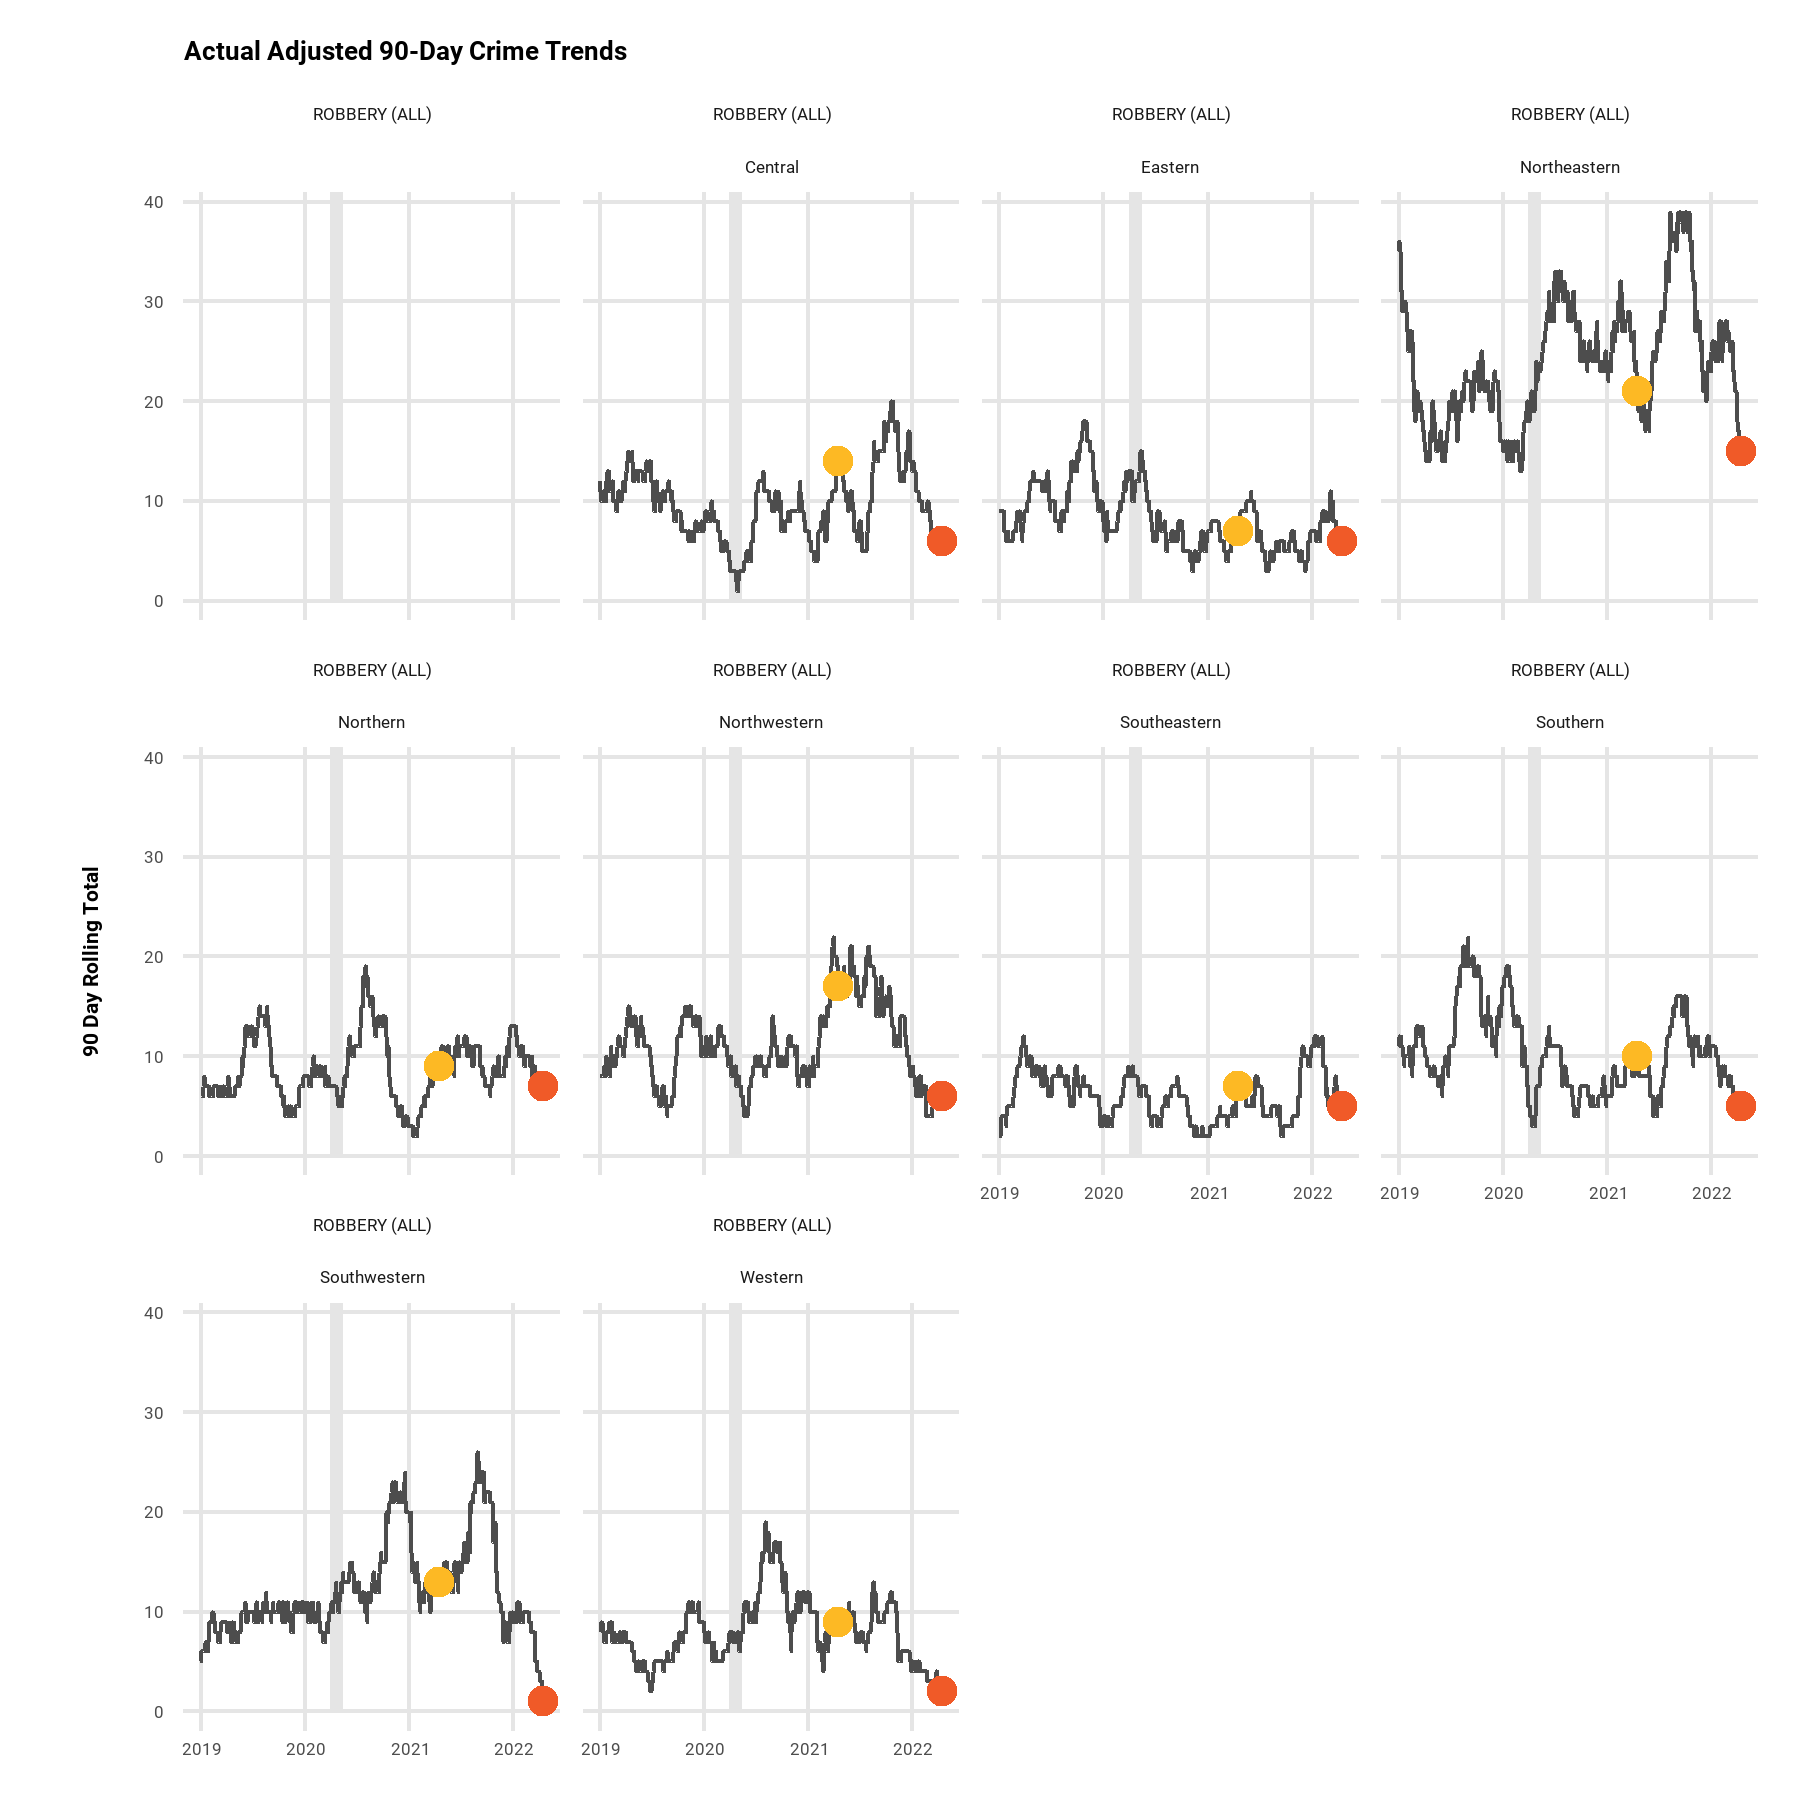 Actual Adjusted 90-Day Crime Trends
ROBBERY (ALL)
ROBBERY (ALL)
ROBBERY (ALL)
ROBBERY (ALL)
Central
Eastern
Northeastern
40
30
20
10
0
ROBBERY (ALL)
ROBBERY (ALL)
ROBBERY (ALL)
ROBBERY (ALL)
Northern
Northwestern
Southeastern
Southern
40
30
20
10
0
90 Day Rolling Total
2019
2020
2021
2022
2019
2020
2021
2022
ROBBERY (ALL)
ROBBERY (ALL)
Southwestern
Western
40
30
20
10
0
2019
2020
2021
2022
2019
2020
2021
2022